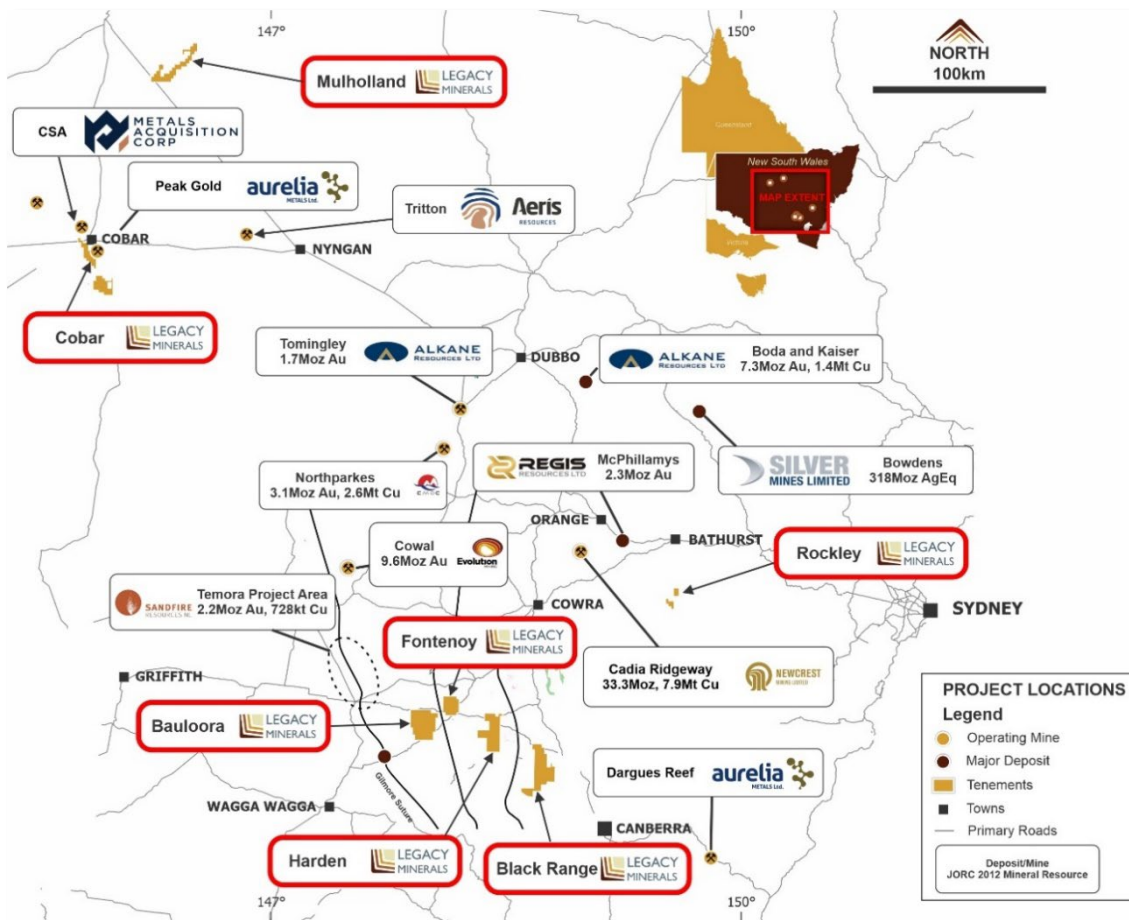 147°
150°
NORTH
100km
Mulholland
LEGACY
MINERALS
CSA
METALS
ACQUISITION
CORP
Queensland
New South Wales
MAP EXTENT
Victoria
Peak Gold
aurelia
METALS Ltd.
Tritton
Aeris
RESOURCES
COBAR
NYNGAN
Cobar
LEGACY
MINERALS
Tomingley
1.7Moz Au
ALKANE
RESOURCES LTD
DUBBO
ALKANE
RESOURCES LTD
Boda and Kaiser
7.3Moz Au, 1.4Mt Cu
Northparkes
3.1Moz Au, 2.6Mt Cu
REGIS
RESOURCES LTD
McPhillamys
2.3Moz Au
SILVER
MINES LIMITED
Bowdens
318Moz AgEq
ORANGE
BATHURST
Cowal
9.6Moz Au
Evolution
Rockley
LEGACY
MINERALS
SANDFIRE
RESOURCES NL
Temora Project Area
2.2Moz Au, 728kt Cu
COWRA
SYDNEY
Fontenoy
LEGACY
MINERALS
Cadia Ridgeway
33.3Moz, 7.9Mt Cu
NEWCREST
MINING LIMITED
GRIFFITH
Bauloora
LEGACY
MINERALS
Gilmore Suture
Dargues Reef
aurelia
METALS Ltd.
WAGGA WAGGA
CANBERRA
Harden
LEGACY
MINERALS
Black Range
LEGACY
MINERALS
PROJECT LOCATIONS
Legend
Operating Mine
Major Deposit
Tenements
Towns
Primary Roads
Deposit/Mine
JORC 2012 Mineral Resource
147°
150°